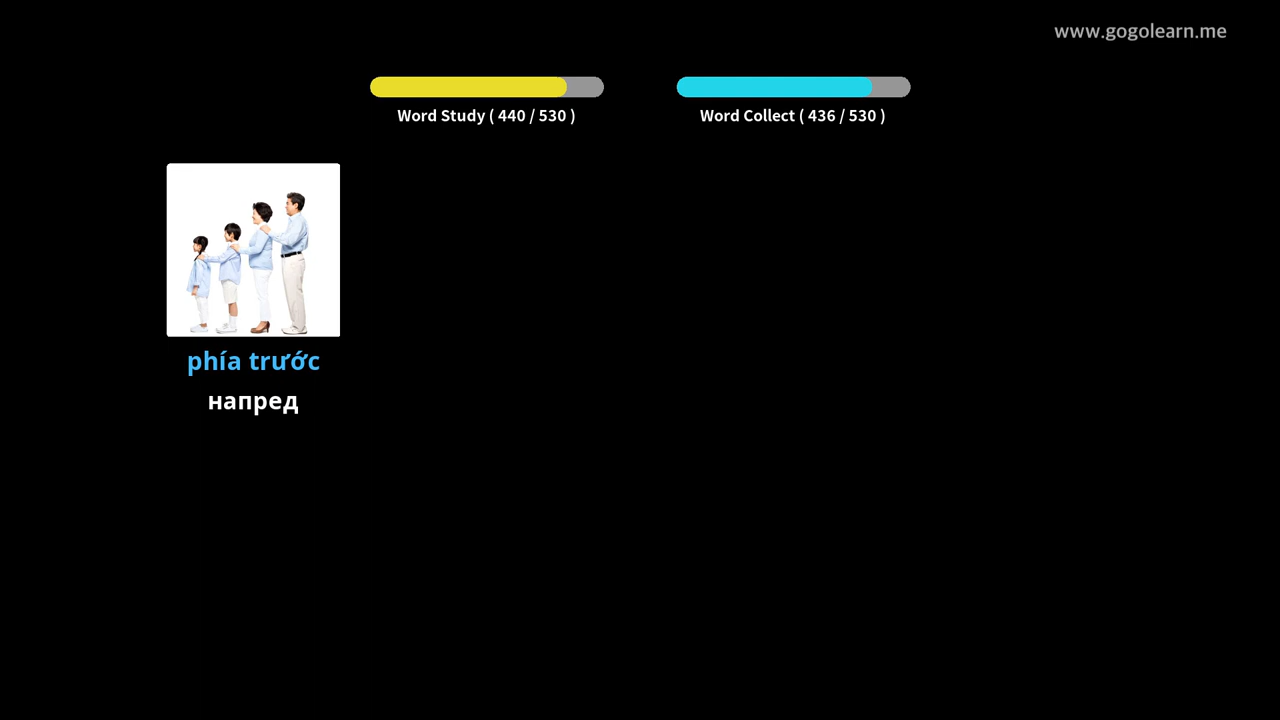 www.gogolearn.me
Word Study ( 440 / 530 )
Word Collect ( 436 / 530 )
phía trước
напред